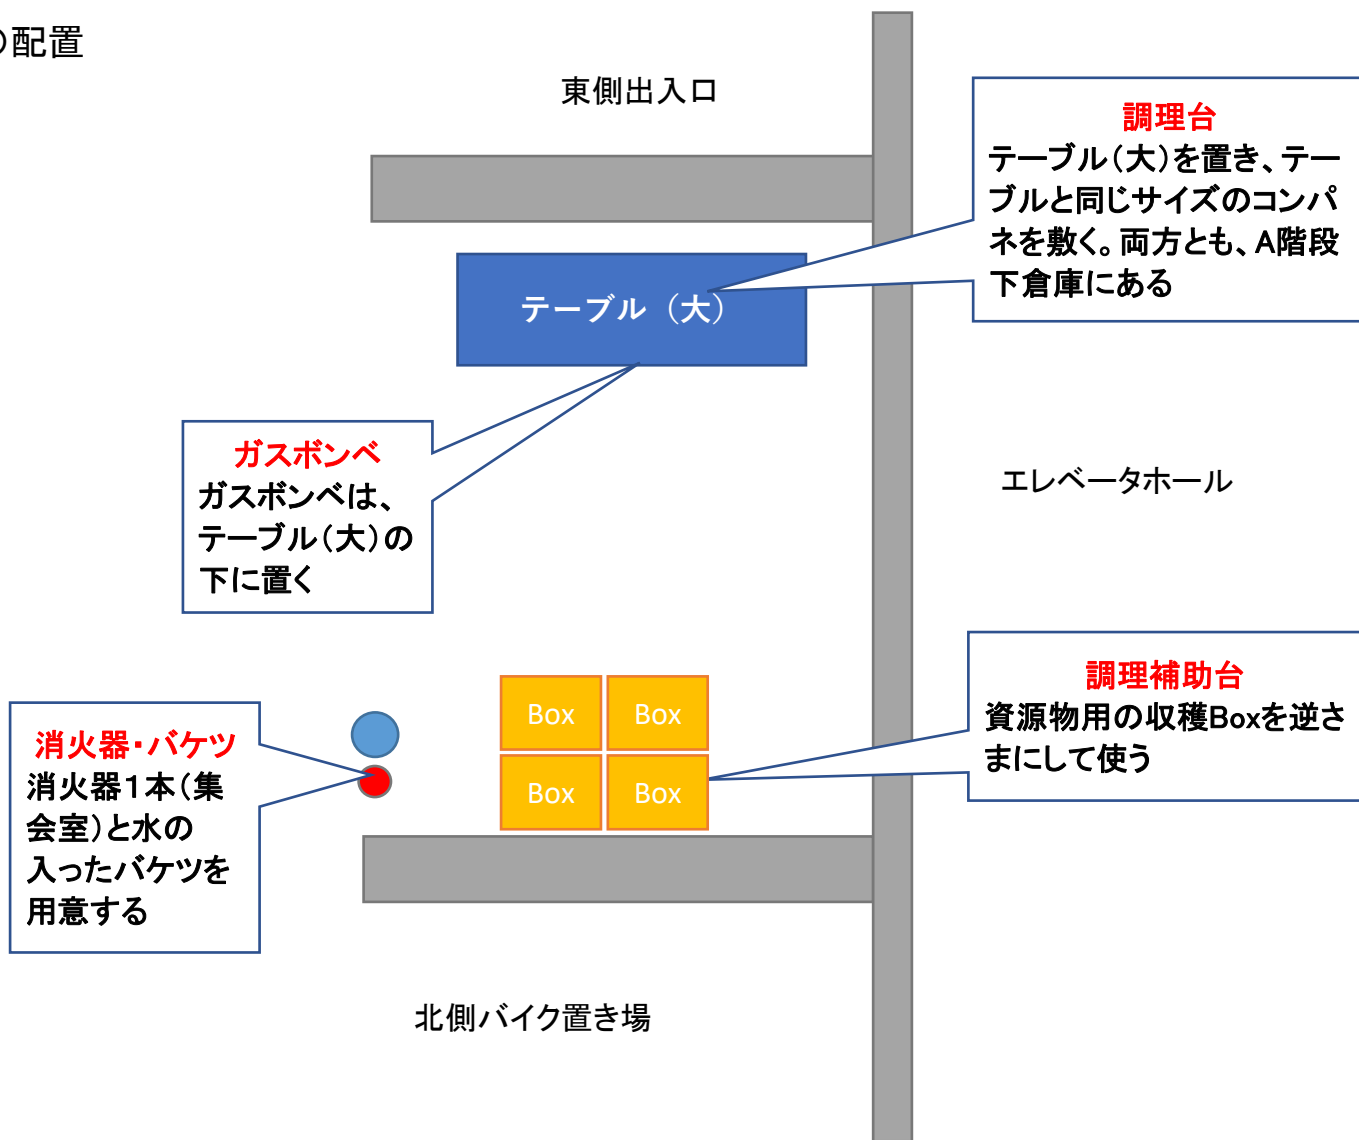 の配置
東側出入口
調理台
テーブル(大)を置き、テー
ブルと同じサイズのコンパ
ネを敷く。両方とも、A階段
下倉庫にある
テーブル（大）
ガスボンベ
ガスボンベは、
テーブル(大)の
下に置く
エレベータホール
調理補助台
資源物用の収穫Boxを逆さ
まにして使う
Box Box
Box Box
消火器・バケツ
消火器１本(集
会室)と水の
入ったバケツを
用意する
北側バイク置き場